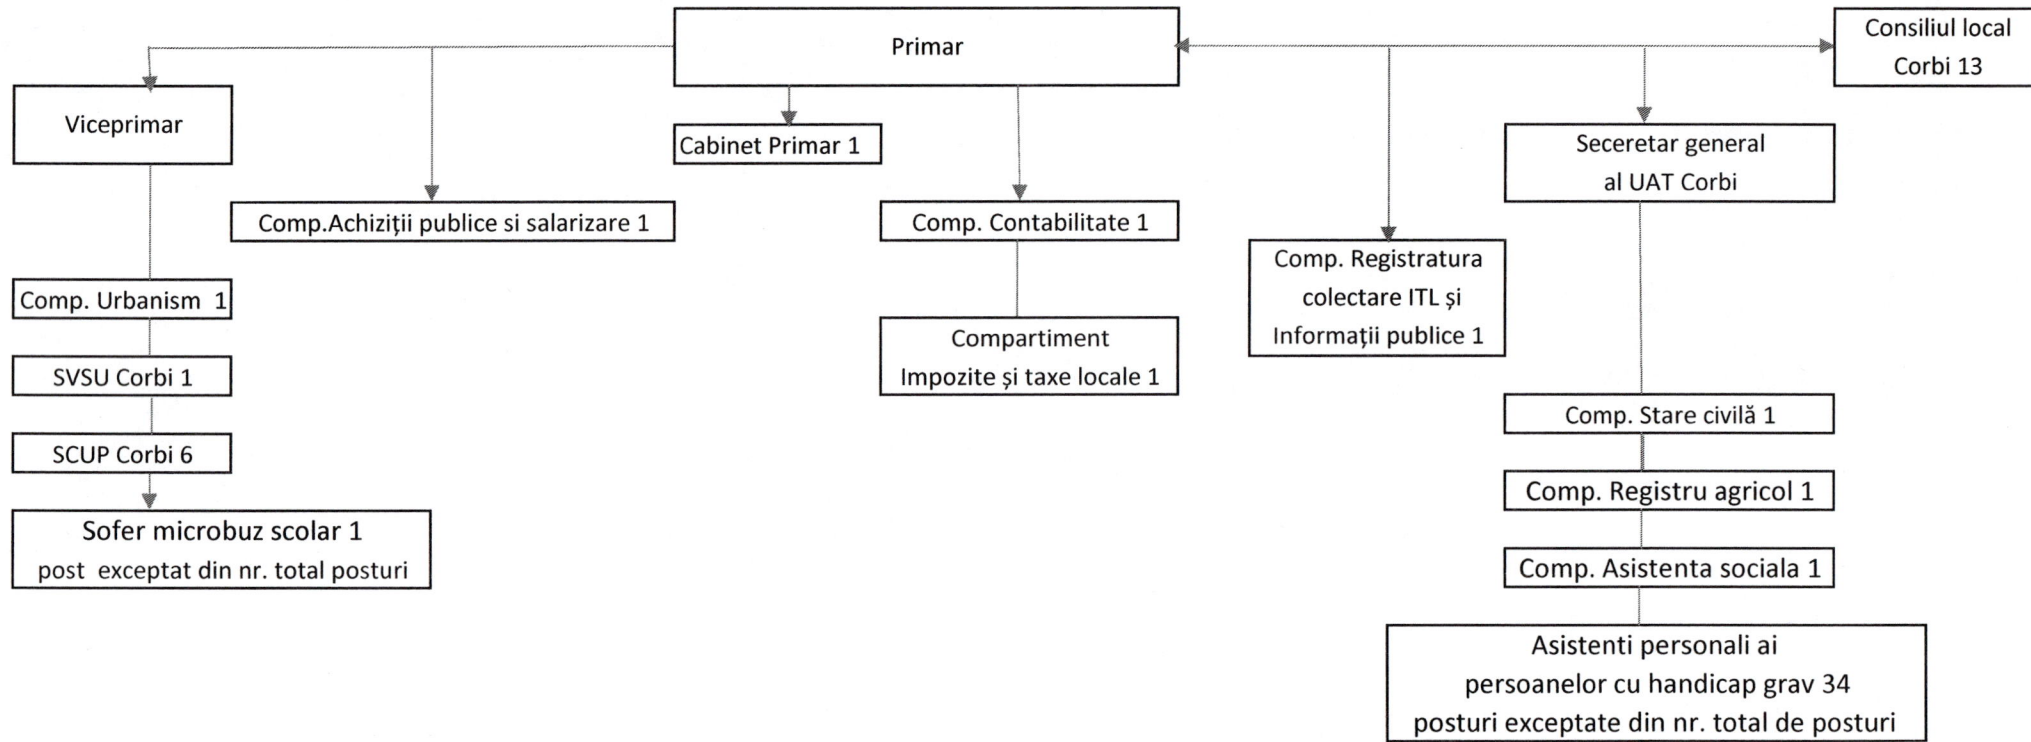 Primar
Consiliul local
Corbi 13
Viceprimar
Cabinet Primar 1
Seceretar general
al UAT Corbi
Comp.Achiziții publice si salarizare 1
Comp. Contabilitate 1
Comp. Registratura
colectare ITL și
Informații publice 1
Comp. Urbanism 1
Compartiment
Impozite și taxe locale 1
SVSU Corbi 1
Comp. Stare civilă 1
SCUP Corbi 6
Comp. Registru agricol 1
Sofer microbuz scolar 1
post exceptat din nr. total posturi
Comp. Asistenta sociala 1
Asistenti personali ai
persoanelor cu handicap grav 34
posturi exceptate din nr. total de posturi